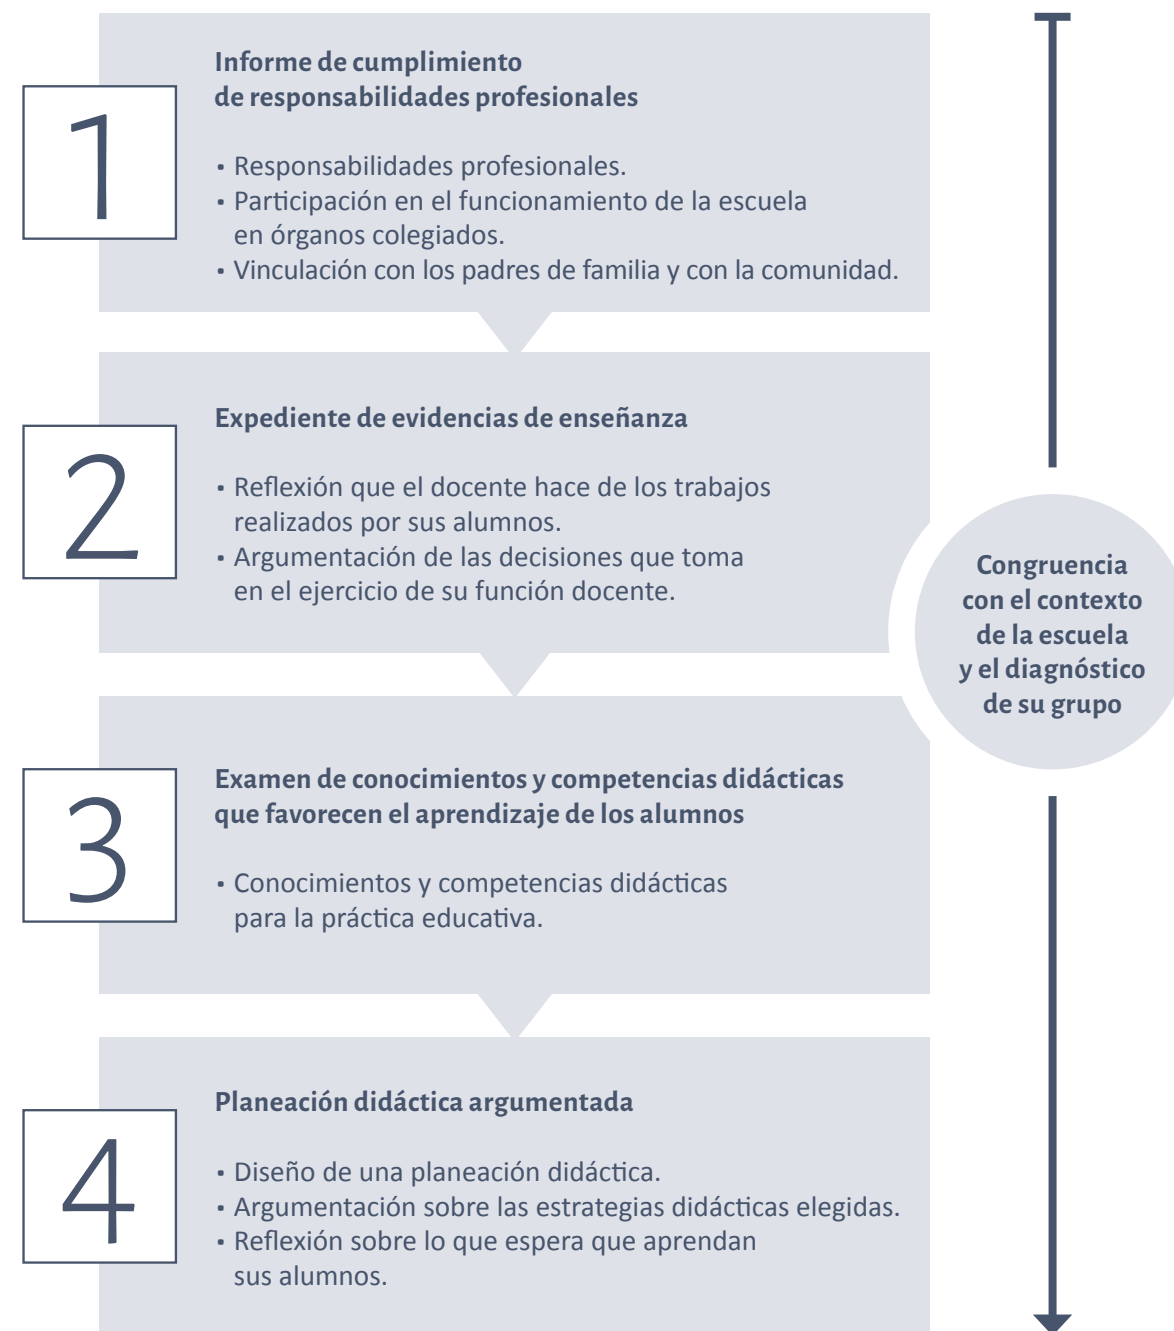 1
Informe de cumplimiento
de responsabilidades profesionales
• Responsabilidades profesionales.
• Participación en el funcionamiento de la escuela
en órganos colegiados.
• Vinculación con los padres de familia y con la comunidad.
2
Expediente de evidencias de enseñanza
• Reflexión que el docente hace de los trabajos
realizados por sus alumnos.
• Argumentación de las decisiones que toma
en el ejercicio de su función docente.
3
Examen de conocimientos y competencias didácticas
que favorecen el aprendizaje de los alumnos
• Conocimientos y competencias didácticas
para la práctica educativa.
4
Planeación didáctica argumentada
• Diseño de una planeación didáctica.
• Argumentación sobre las estrategias didácticas elegidas.
• Reflexión sobre lo que espera que aprendan
sus alumnos.
Congruencia
con el contexto
de la escuela
y el diagnóstico
de su grupo